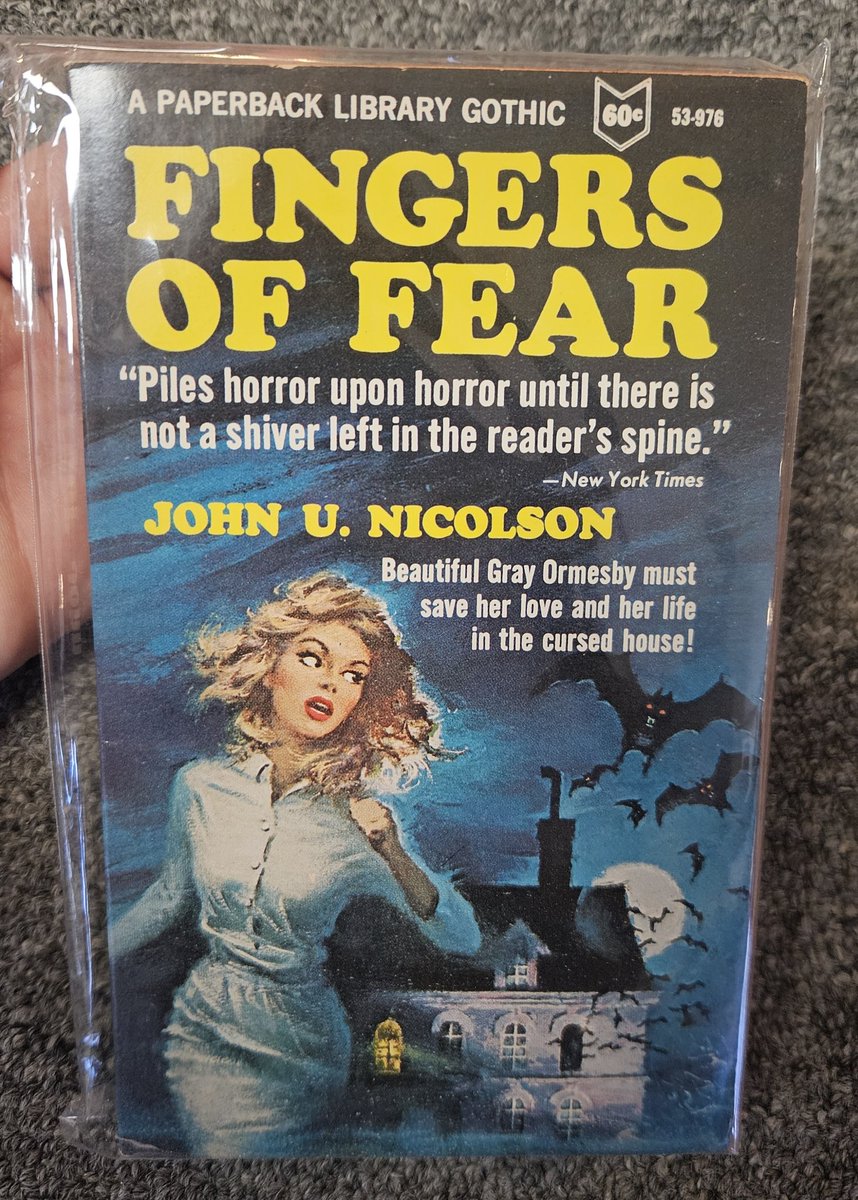 A PAPERBACK LIBRARY GOTHIC 60¢ 53-976
FINGERS
OF FEAR
“Piles horror upon horror until there is
not a shiver left in the reader’s spine.”
—New York Times
JOHN U. NICOLSON
Beautiful Gray Ormesby must
save her love and her life
in the cursed house!